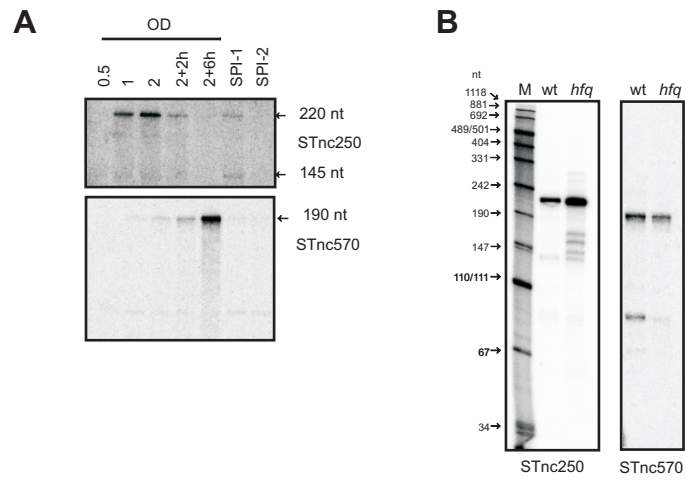 A
OD
0.5
1
2
2+2h
2+6h
SPI-1
SPI-2
← 220 nt
STnc250
← 145 nt
← 190 nt
STnc570
B
nt
M wt hfq
wt hfq
1118
881
692
489/501
404
331
242
190
147
110/111
67
34
STnc250
STnc570